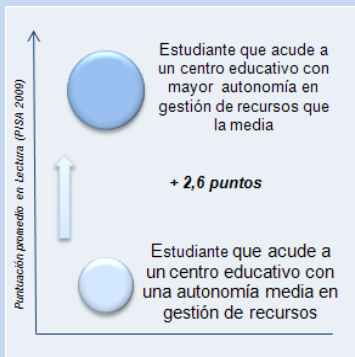 Puntuación promedio en Lectura (PISA 2009)
Estudiante que acude a
un centro educativo con
mayor autonomía en
gestión de recursos que
la media
+ 2,6 puntos
Estudiante que acude a
un centro educativo con
una autonomía media en
gestión de recursos